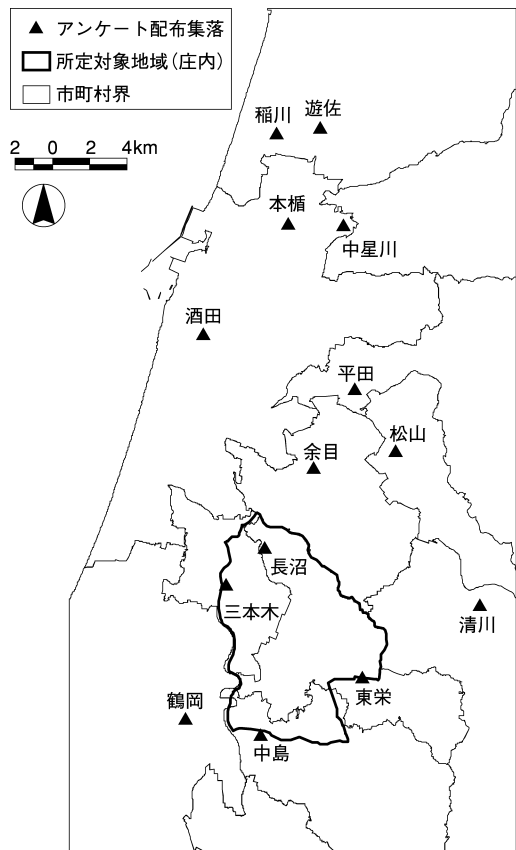 アンケート配布集落
所定対象地域(庄内)
市町村界
2 0 2 4km
稲川
遊佐
本楯
中星川
酒田
平田
松山
余目
長沼
三本木
清川
鶴岡
東栄
中島